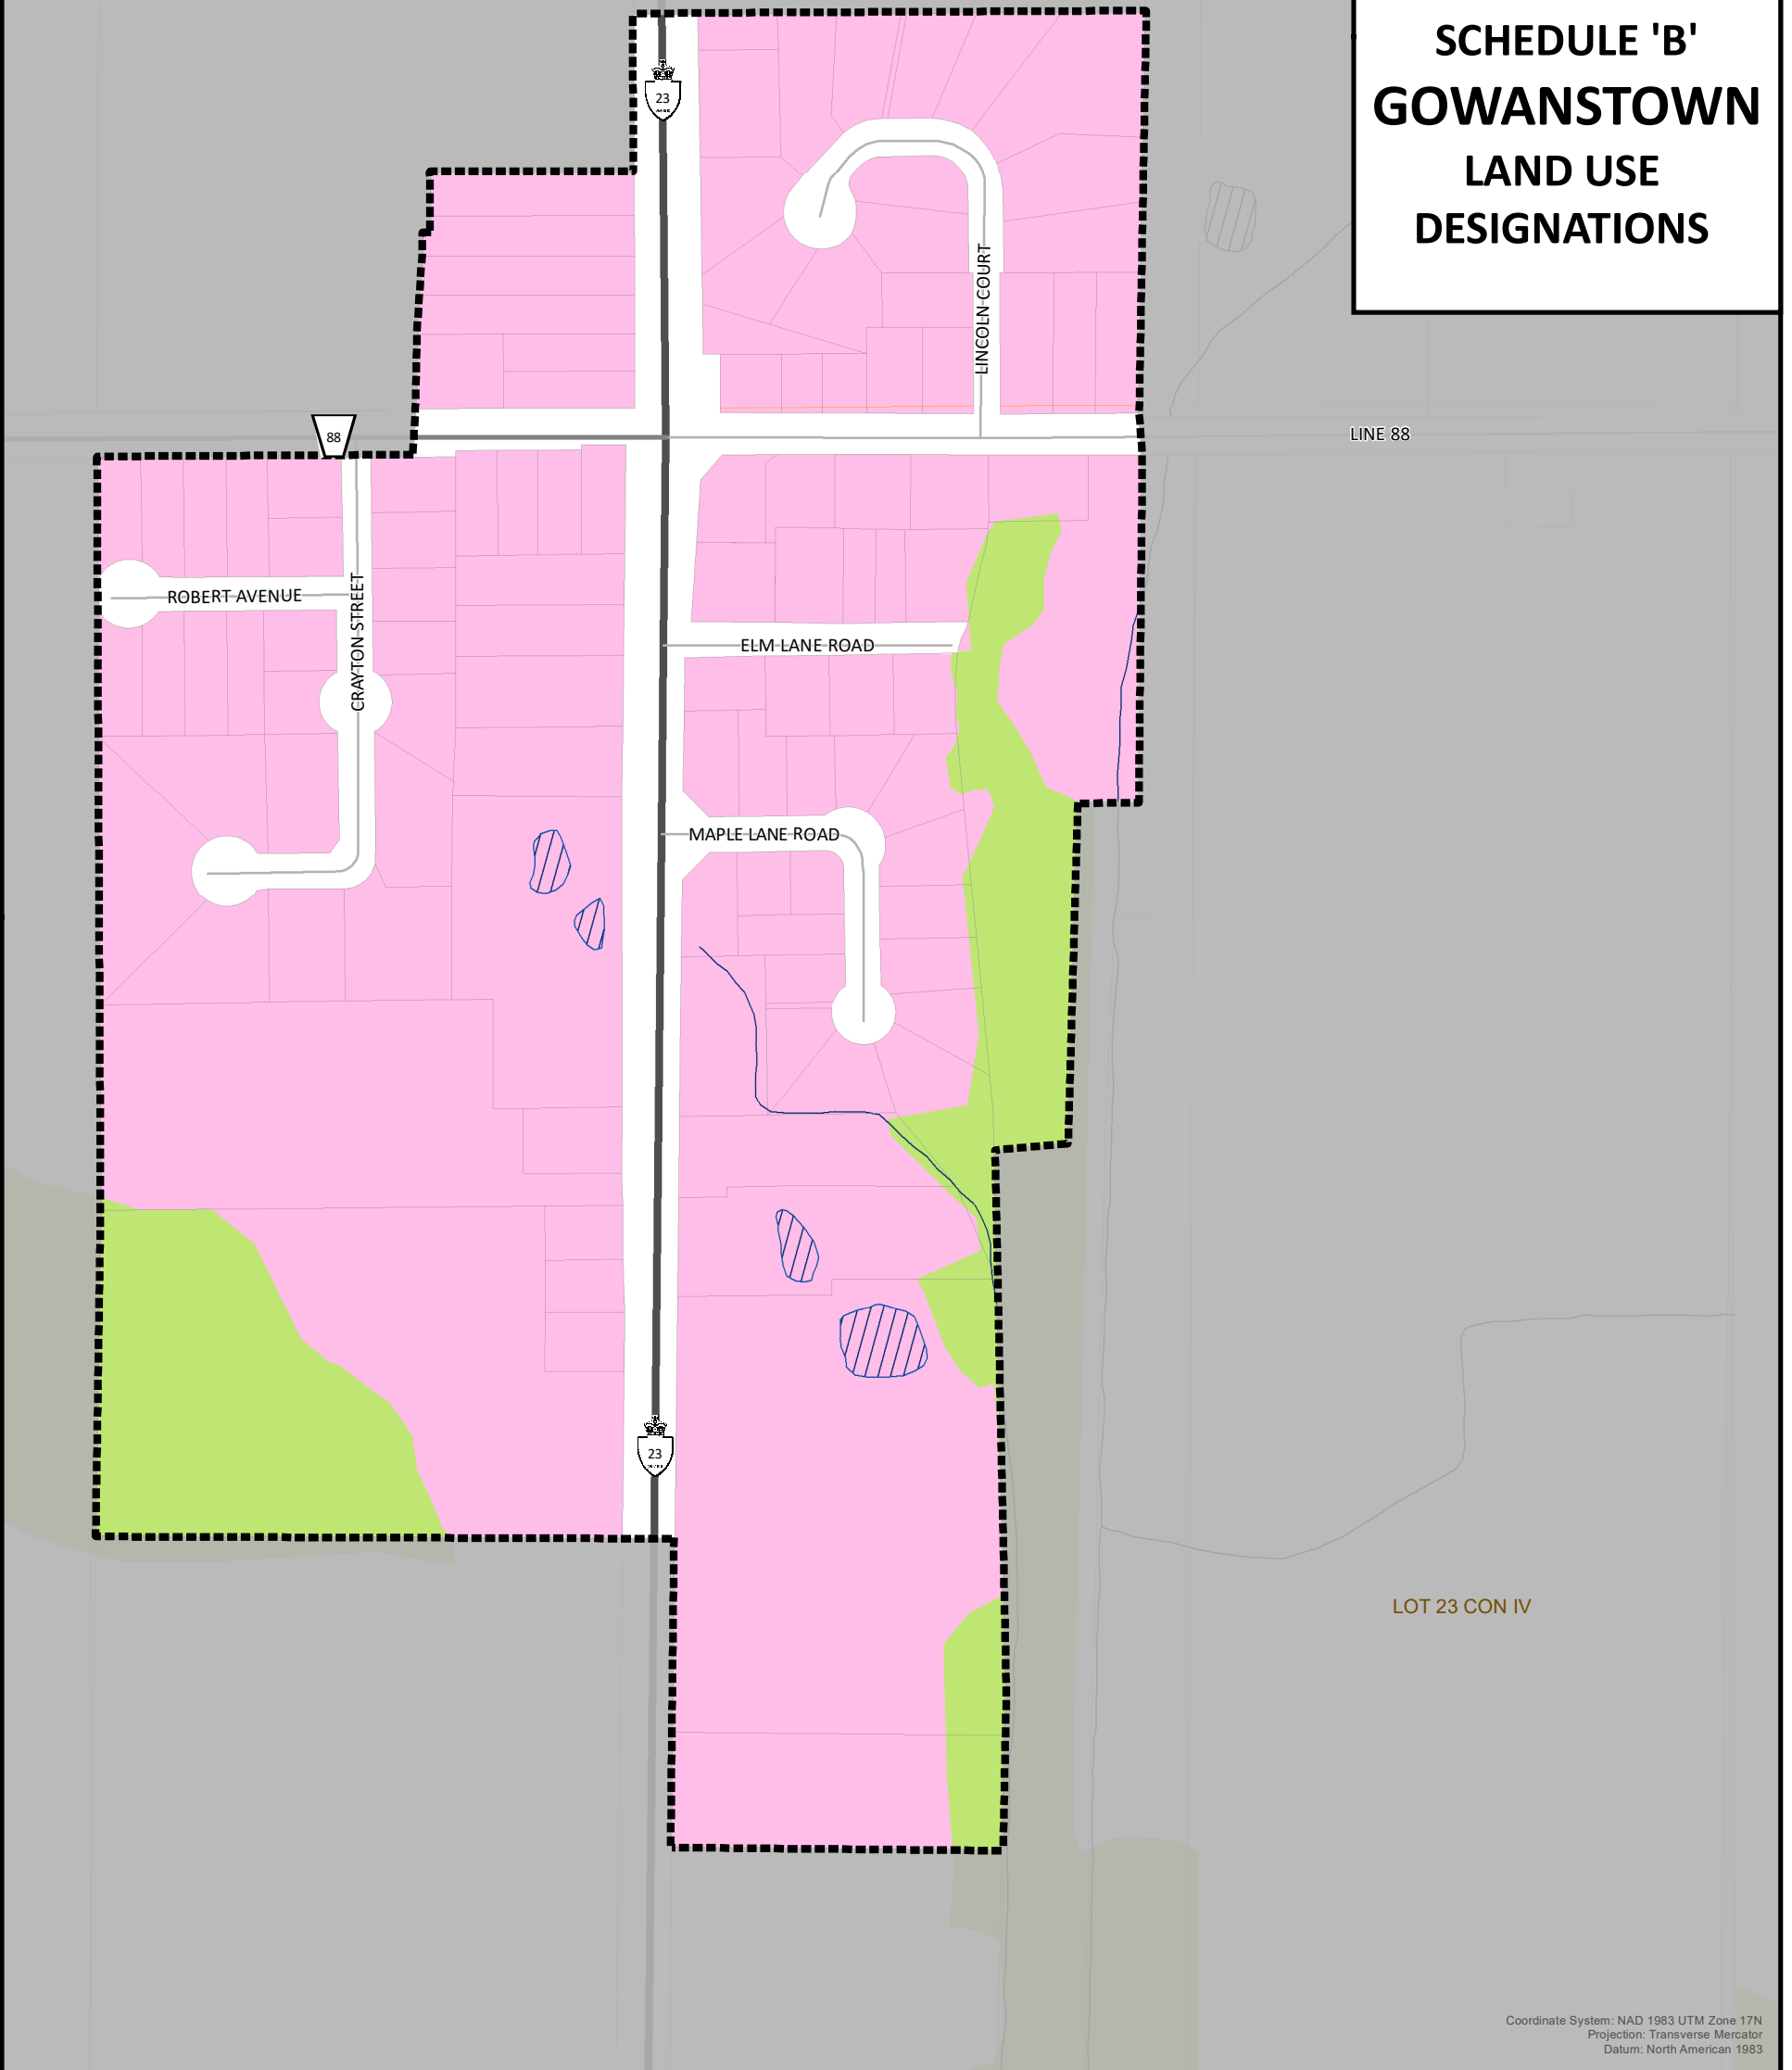 SCHEDULE 'B'
GOWANSTOWN
LAND USE
DESIGNATIONS
23
LINCOLN COURT
88
LINE 88
ROBERT AVENUE
CRAYTON STREET
ELM LANE ROAD
MAPLE LANE ROAD
23
LOT 23 CON IV
Coordinate System: NAD 1983 UTM Zone 17N
Projection: Transverse Mercator
Datum: North American 1983